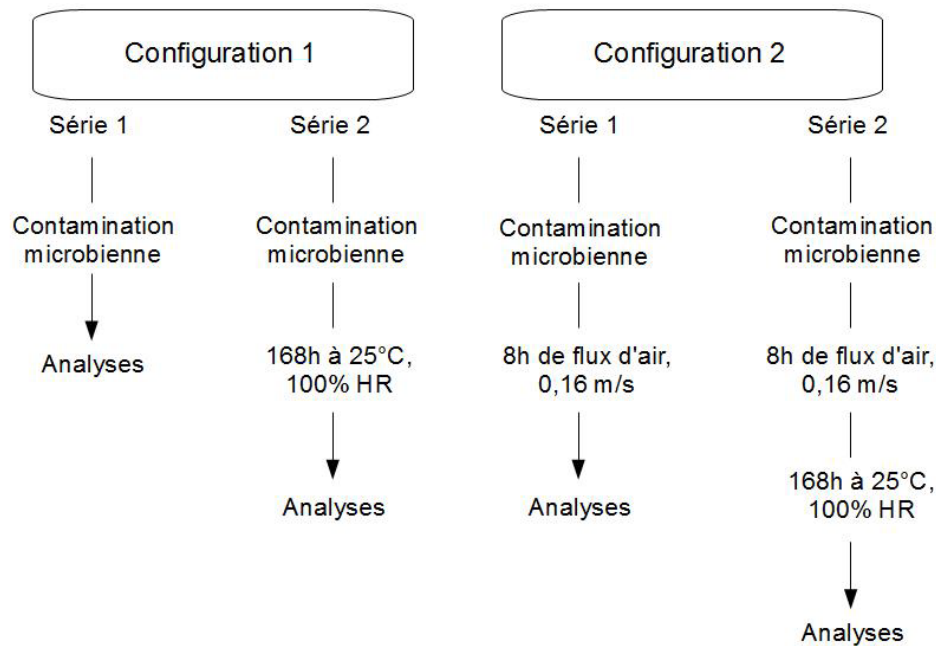 Configuration 1
Configuration 2
Série 1
Série 2
Série 1
Série 2
Contamination
microbienne
Contamination
microbienne
Contamination
microbienne
Contamination
microbienne
Analyses
168h à 25°C,
100% HR
8h de flux d'air,
0,16 m/s
8h de flux d'air,
0,16 m/s
Analyses
Analyses
168h à 25°C,
100% HR
Analyses